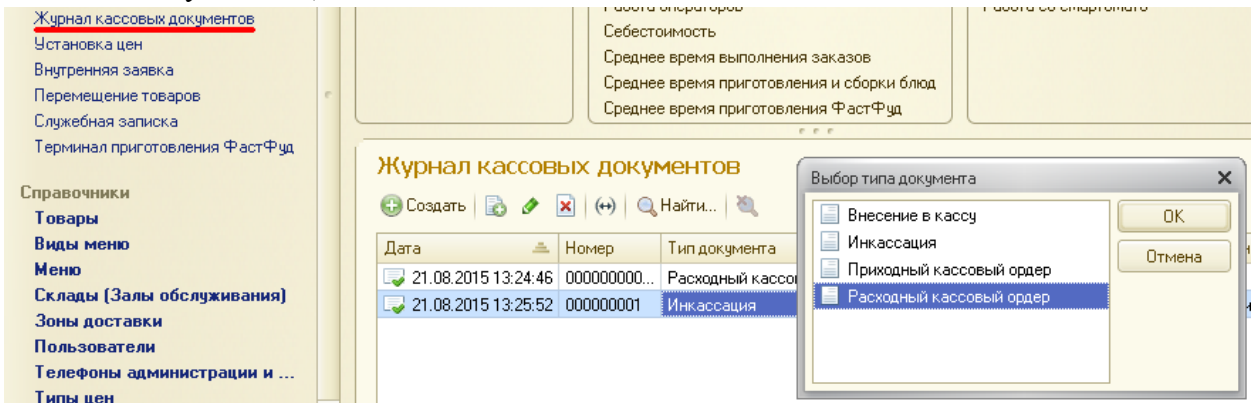 Журнал кассовых документов
Установка цен
Внутренняя заявка
Перемещение товаров
Служебная записка
Терминал приготовления ФастФуд
Справочники
Товары
Виды меню
Меню
Склады (Залы обслуживания)
Зоны доставки
Пользователи
Телефоны администрации и ...
Типы цен
Работа операторов
Себестоимость
Среднее время выполнения заказов
Среднее время приготовления и сборки блюд
Среднее время приготовления ФастФуд
Журнал кассовых документов
Создать Найти...
Дата Номер Тип документа
21.08.2015 13:24:46 000000000... Расходный кассо
21.08.2015 13:25:52 000000001 Инкассация
Выбор типа документа
Внесение в кассу
Инкассация
Приходный кассовый ордер
Расходный кассовый ордер
OK
Отмена